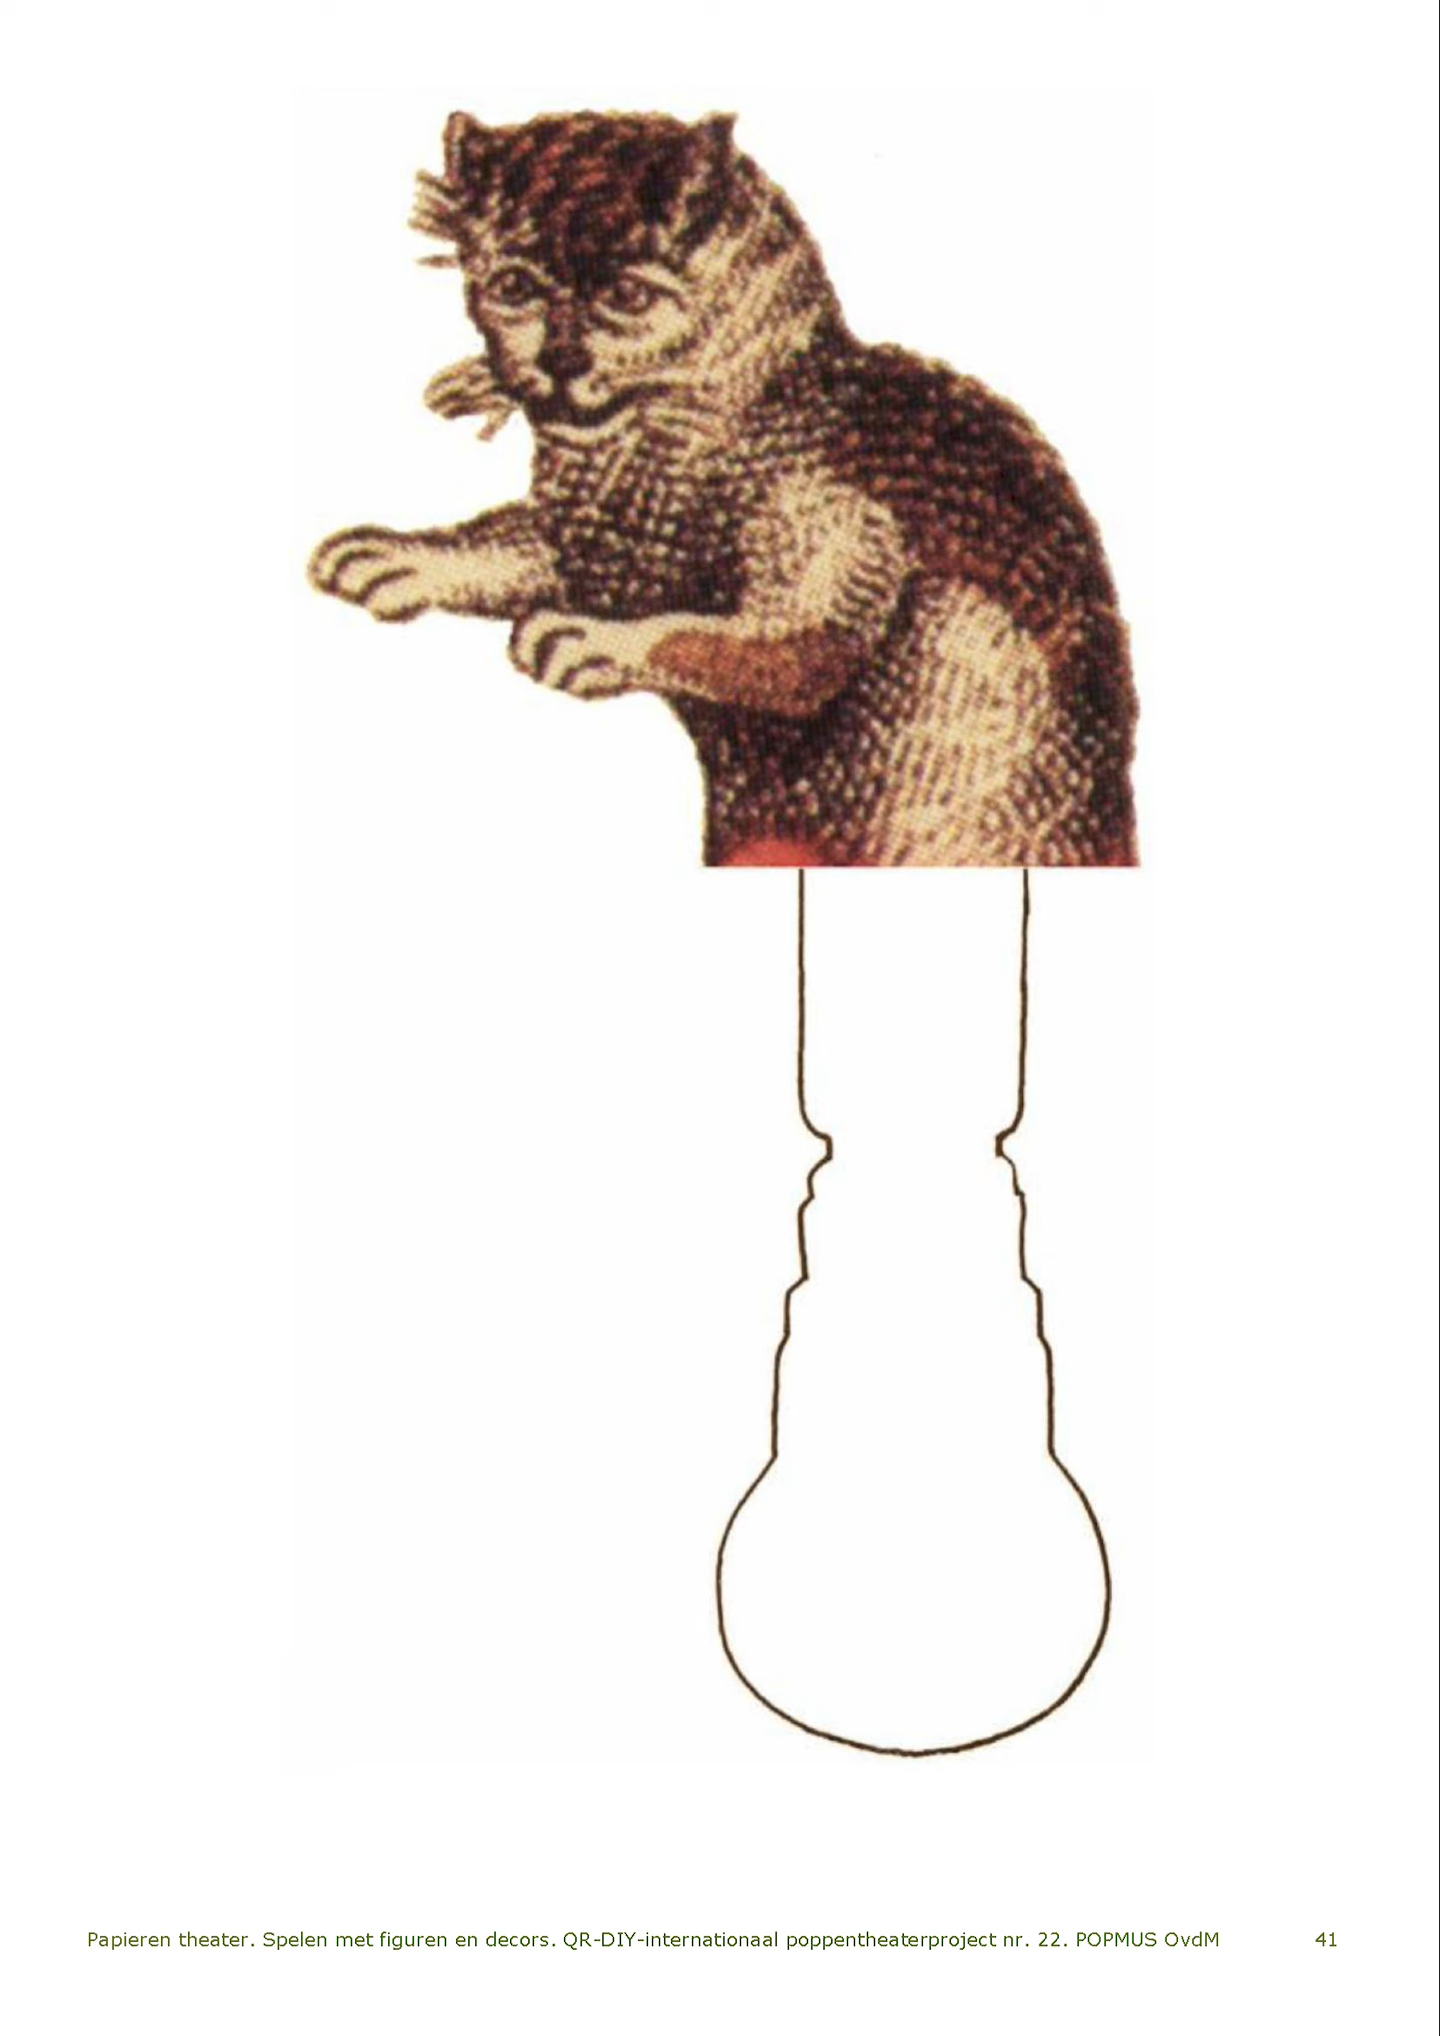 Papieren theater. Spelen met figuren en decors. QR-DIY-internationaal poppentheaterproject nr. 22. POPMUS OvdM 41